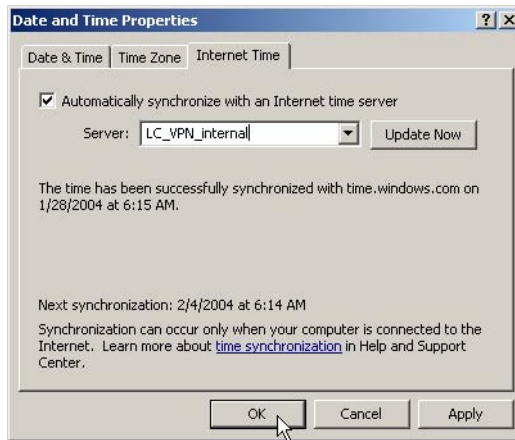 Date and Time Properties
? X
Date & Time Time Zone Internet Time
Automatically synchronize with an Internet time server
Server: LC_VPN_internal Update Now
The time has been successfully synchronized with time.windows.com on
1/28/2004 at 6:15 AM.
Next synchronization: 2/4/2004 at 6:14 AM
Synchronization can occur only when your computer is connected to the
Internet. Learn more about time synchronization in Help and Support
Center.
OK Cancel Apply